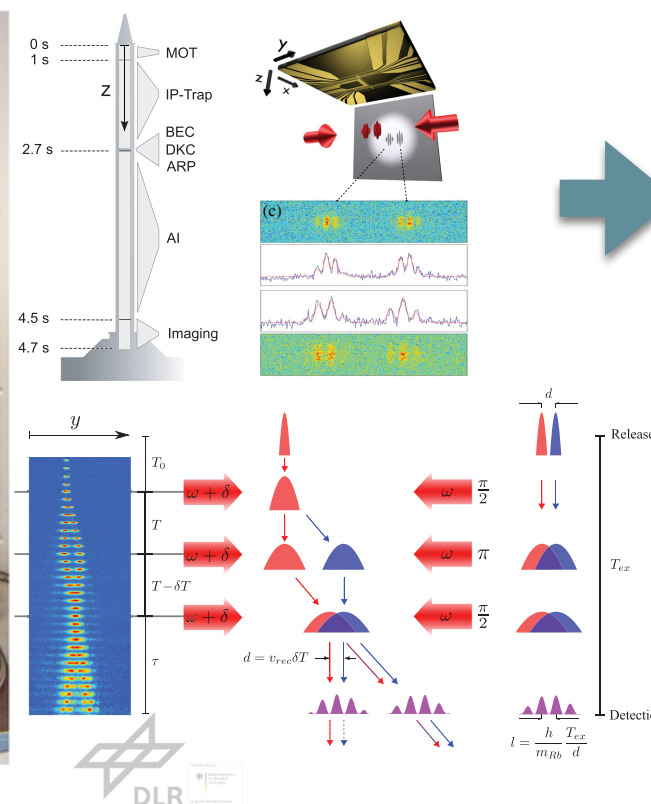 0 s
1 s
z
2.7 s
4.5 s
4.7 s
MOT
IP-Trap
BEC
DKC
ARP
AI
Imaging
y
z
x
(c)
y
T₀
T
T−δT
τ
ω + δ
ω π/2
ω + δ
ω π
ω + δ
ω π/2
d = v_rec δT
d
Release
T_ex
Detectio
l = h/m_Rb T_ex/d
DLR